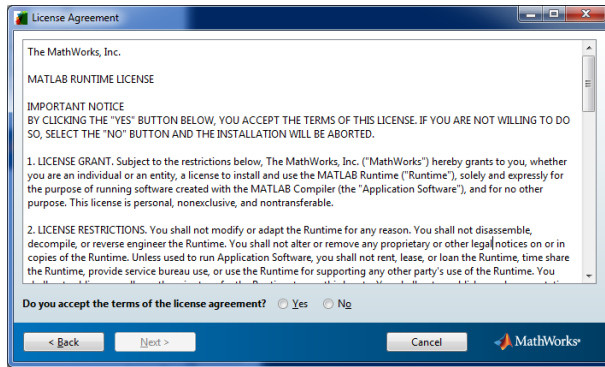 License Agreement
The MathWorks, Inc.
MATLAB RUNTIME LICENSE
IMPORTANT NOTICE
BY CLICKING THE "YES" BUTTON BELOW, YOU ACCEPT THE TERMS OF THIS LICENSE. IF YOU ARE NOT WILLING TO DO
SO, SELECT THE "NO" BUTTON AND THE INSTALLATION WILL BE ABORTED.
1. LICENSE GRANT. Subject to the restrictions below, The MathWorks, Inc. ("MathWorks") hereby grants to you, whether
you are an individual or an entity, a license to install and use the MATLAB Runtime ("Runtime"), solely and expressly for
the purpose of running software created with the MATLAB Compiler (the "Application Software"), and for no other
purpose. This license is personal, nonexclusive, and nontransferable.
2. LICENSE RESTRICTIONS. You shall not modify or adapt the Runtime for any reason. You shall not disassemble,
decompile, or reverse engineer the Runtime. You shall not alter or remove any proprietary or other legal notices on or in
copies of the Runtime. Unless used to run Application Software, you shall not rent, lease, or loan the Runtime, time share
the Runtime, provide service bureau use, or use the Runtime for supporting any other party's use of the Runtime. You
Do you accept the terms of the license agreement? Yes No
< Back Next > Cancel MathWorks®